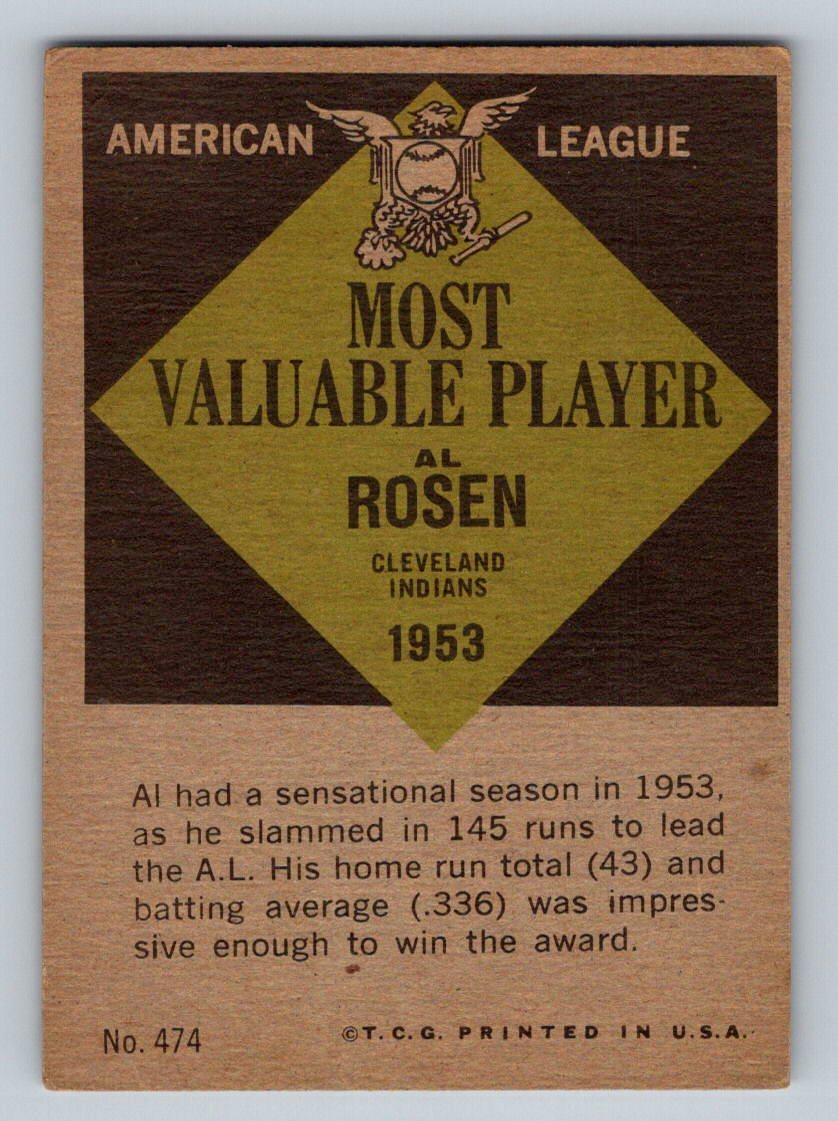 AMERICAN LEAGUE
MOST
VALUABLE PLAYER
AL
ROSEN
CLEVELAND
INDIANS
1953
Al had a sensational season in 1953,
as he slammed in 145 runs to lead
the A.L. His home run total (43) and
batting average (.336) was impres-
sive enough to win the award.
No. 474
©T.C.G. PRINTED IN U.S.A.